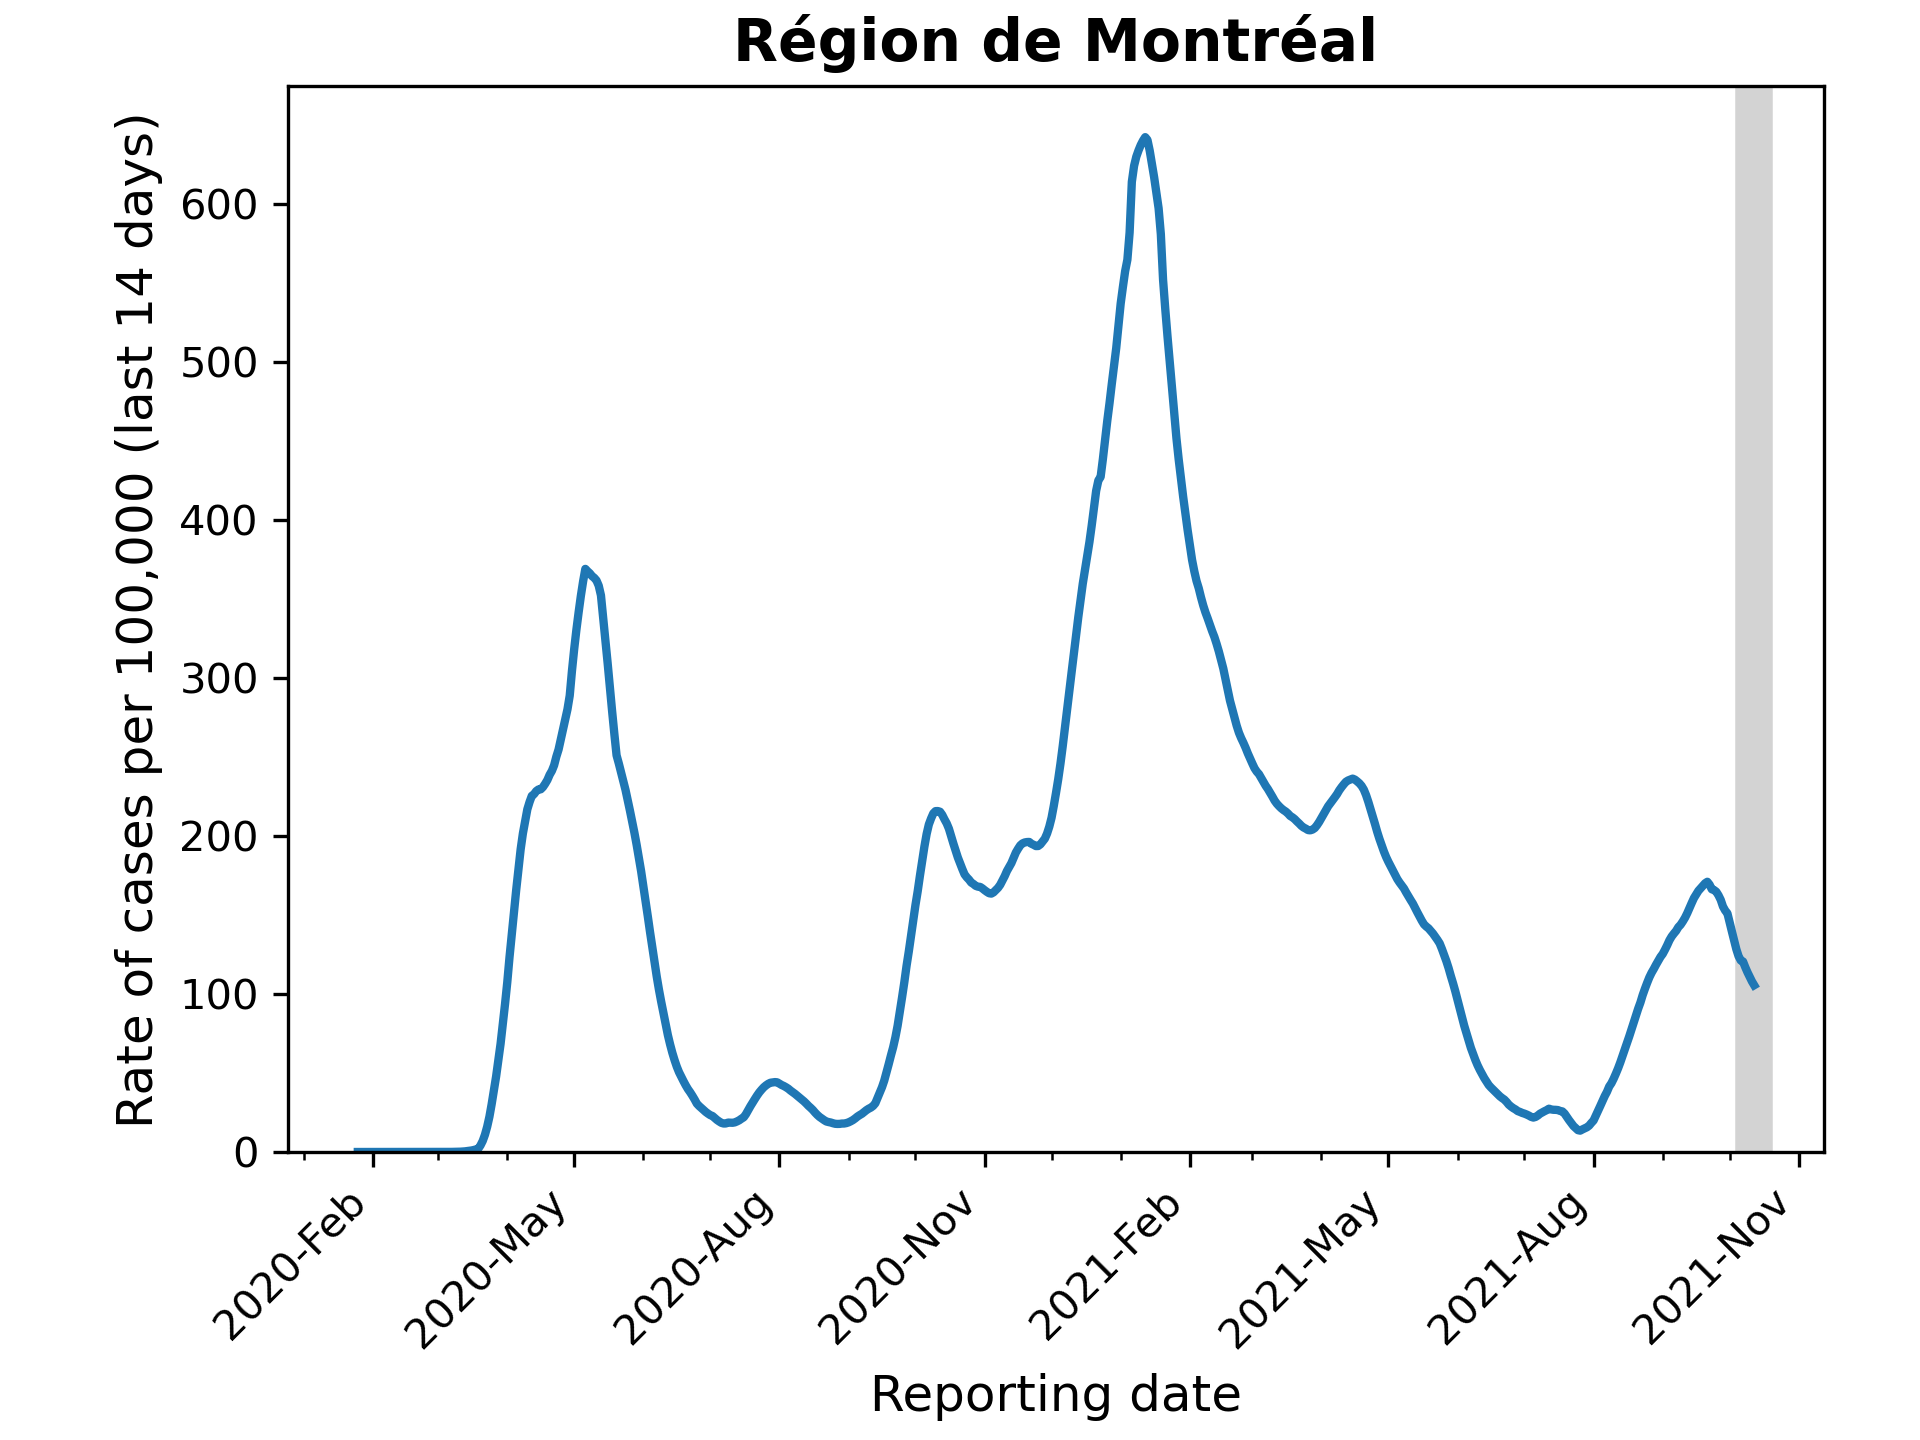 Région de Montréal
Rate of cases per 100,000 (last 14 days)
600
500
400
300
200
100
0
2020-Feb
2020-May
2020-Aug
2020-Nov
2021-Feb
2021-May
2021-Aug
2021-Nov
Reporting date